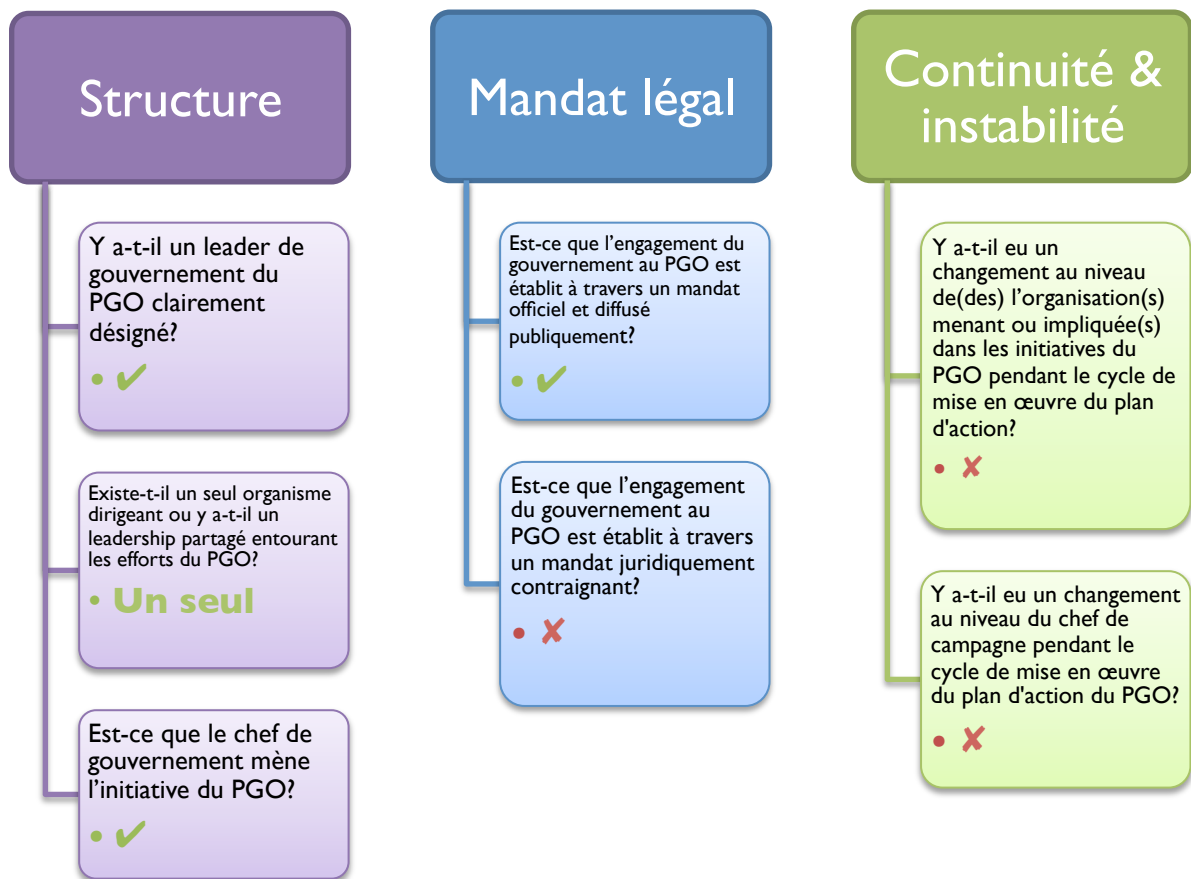 Structure
Y a-t-il un leader de
gouvernement du
PGO clairement
désigné?
• ✔
Existe-t-il un seul organisme
dirigeant ou y a-t-il un
leadership partagé entourant
les efforts du PGO?
• Un seul
Est-ce que le chef de
gouvernement mène
l'initiative du PGO?
• ✔
Mandat légal
Est-ce que l'engagement du
gouvernement au PGO est
établit à travers un mandat
officiel et diffusé
publiquement?
• ✔
Est-ce que l'engagement
du gouvernement au
PGO est établit à travers
un mandat juridiquement
contraignant?
• ✘
Continuité &
instabilité
Y a-t-il eu un
changement au niveau
de(des) l'organisation(s)
menant ou impliquée(s)
dans les initiatives du
PGO pendant le cycle de
mise en œuvre du plan
d'action?
• ✘
Y a-t-il eu un changement
au niveau du chef de
campagne pendant le
cycle de mise en œuvre
du plan d'action du PGO?
• ✘